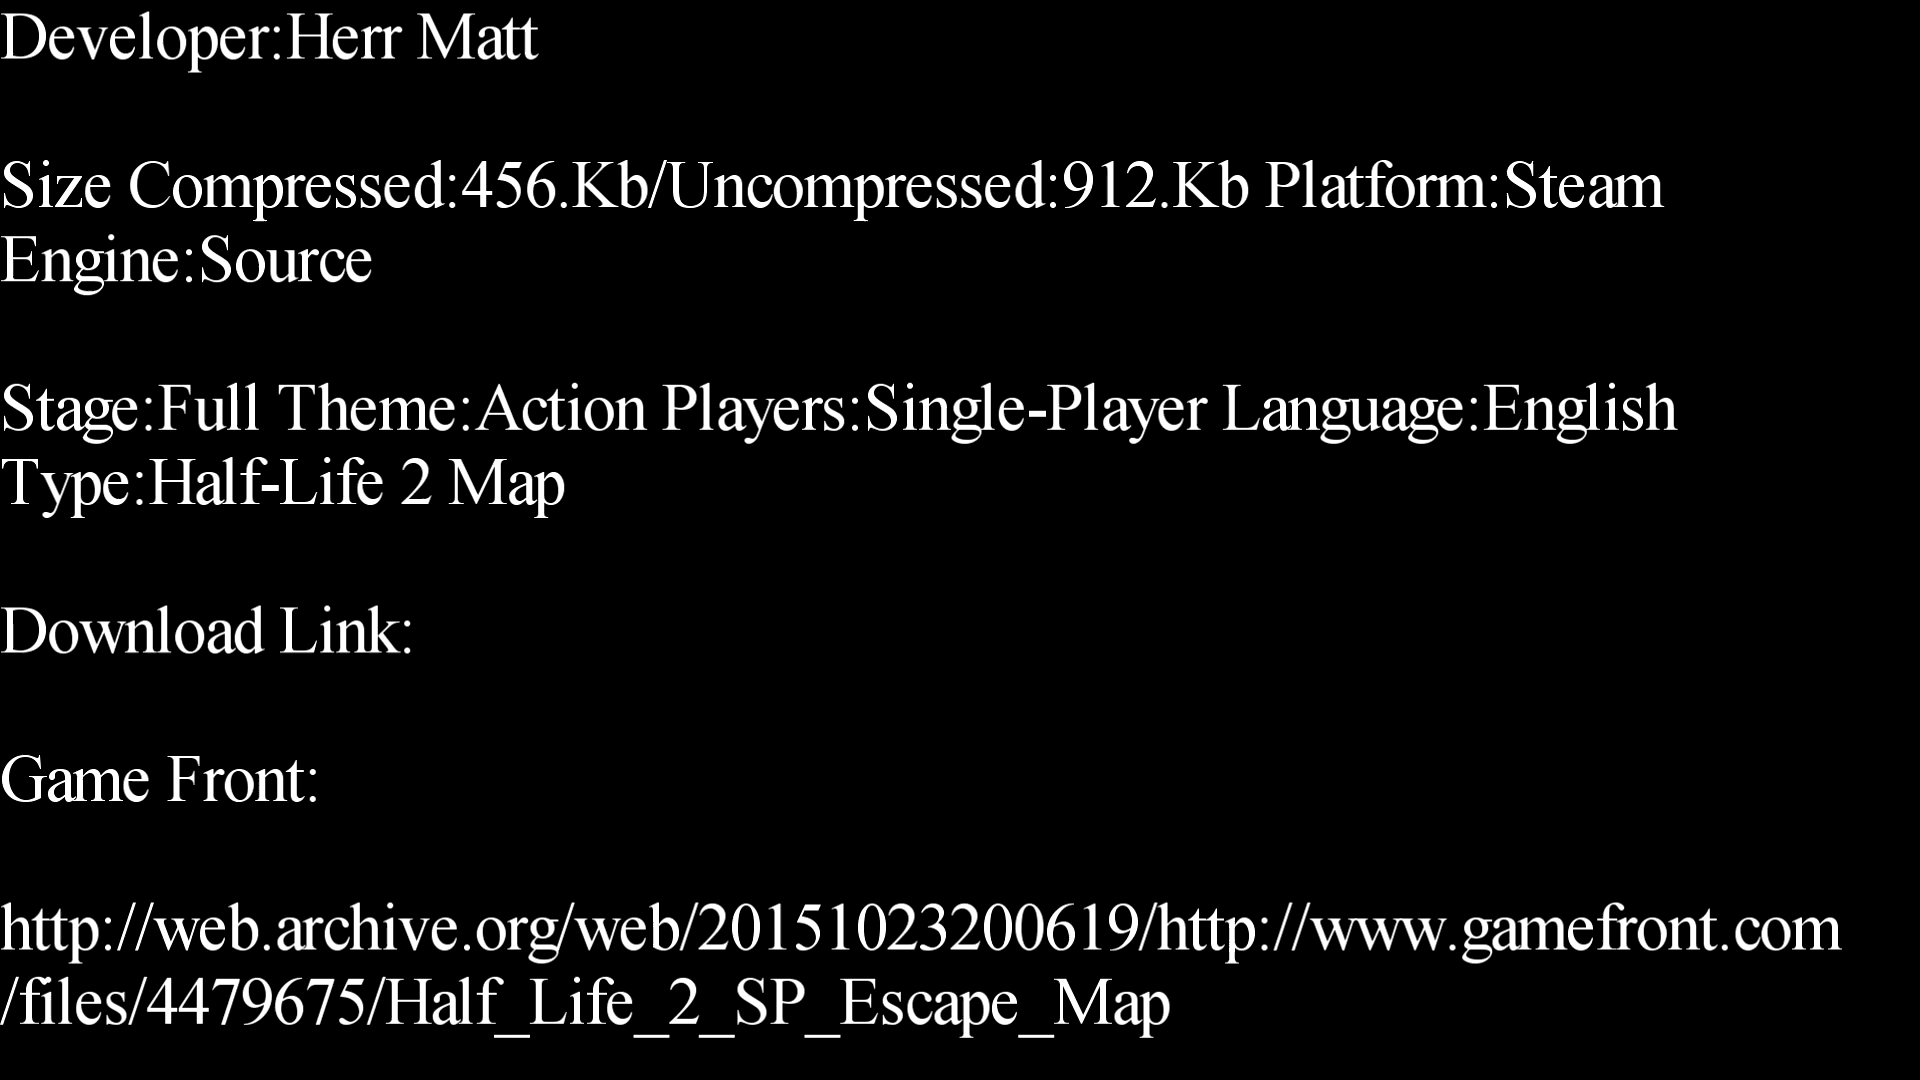 Developer:Herr Matt
Size Compressed:456.Kb/Uncompressed:912.Kb Platform:Steam
Engine:Source
Stage:Full Theme:Action Players:Single-Player Language:English
Type:Half-Life 2 Map
Download Link:
Game Front:
http://web.archive.org/web/20151023200619/http://www.gamefront.com
/files/4479675/Half_Life_2_SP_Escape_Map